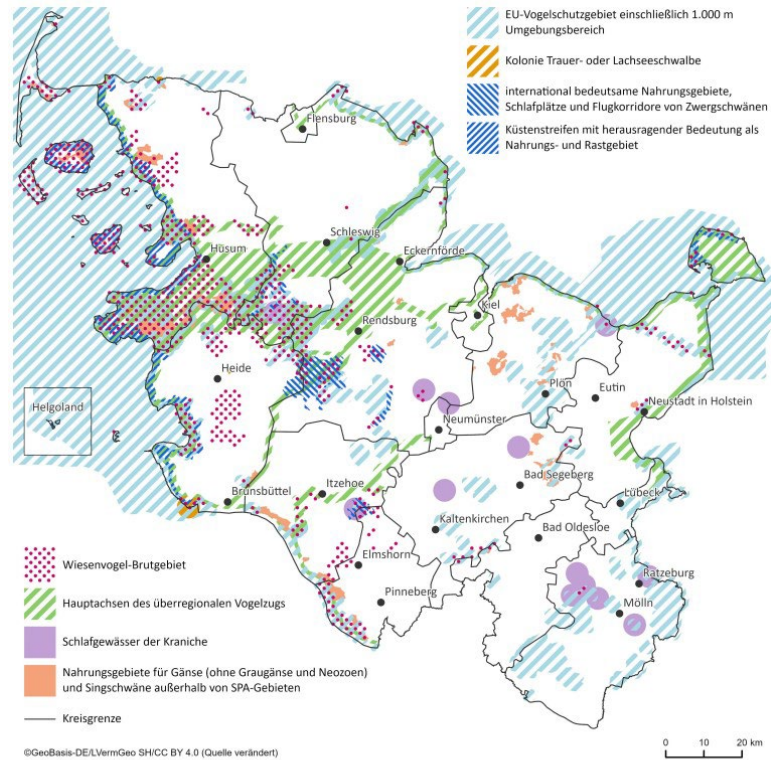 EU-Vogelschutzgebiet einschließlich 1.000 m
Umgebungsbereich
Kolonie Trauer- oder Lachseeschwalbe
international bedeutsame Nahrungsgebiete,
Schlafplätze und Flugkorridore von Zwergschwänen
Küstenstreifen mit herausragender Bedeutung als
Nahrungs- und Rastgebiet
Flensburg
Schleswig
Husum
Eckernförde
Kiel
Rendsburg
Heide
Plön
Eutin
Helgoland
Neustadt in Holstein
Neumünster
Itzehoe
Bad Segeberg
Brunsbüttel
Lübeck
Kaltenkirchen
Bad Oldesloe
Elmshorn
Ratzeburg
Pinneberg
Mölln
Wiesenvogel-Brutgebiet
Hauptachsen des überregionalen Vogelzugs
Schlafgewässer der Kraniche
Nahrungsgebiete für Gänse (ohne Graugänse und Neozoen)
und Singschwäne außerhalb von SPA-Gebieten
Kreisgrenze
©GeoBasis-DE/LVermGeo SH/CC BY 4.0 (Quelle verändert)
0 10 20 km